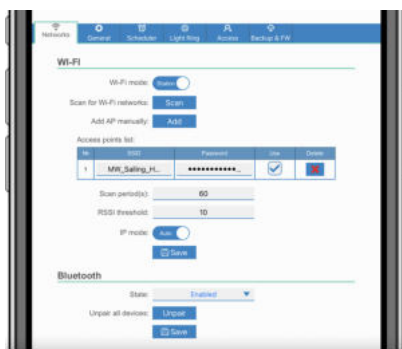 Networks General Scheduler Light Ring Access Backup & FW
Wi-Fi
Wi-Fi mode:
Scan for Wi-Fi networks: Scan
Add AP manually: Add
Access points list:
Nr. SSID Password Use Delete
1 MW_Sailing_H... •••••••••••...
Scan period(s): 60
RSSI threshold: 10
IP mode: Auto
Save
Bluetooth
State: Enabled
Unpair all devices: Unpair
Save